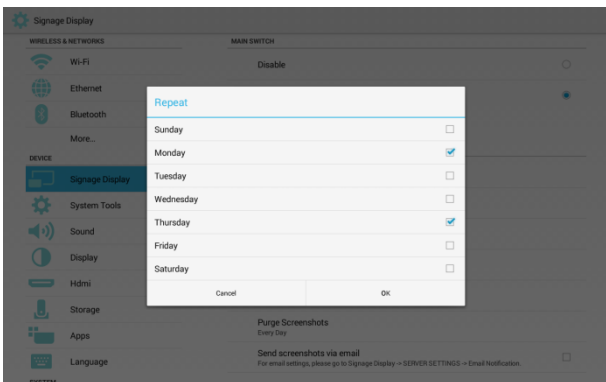 Signage Display
WIRELESS & NETWORKS
Wi-Fi
Ethernet
Bluetooth
More...
DEVICE
Signage Display
System Tools
Sound
Display
Hdmi
Storage
Apps
Language
SYSTEM
MAIN SWITCH
Disable
Repeat
Sunday
Monday
Tuesday
Wednesday
Thursday
Friday
Saturday
Cancel OK
Purge Screenshots
Every Day
Send screenshots via email
For email settings, please go to Signage Display -> SERVER SETTINGS -> Email Notification.